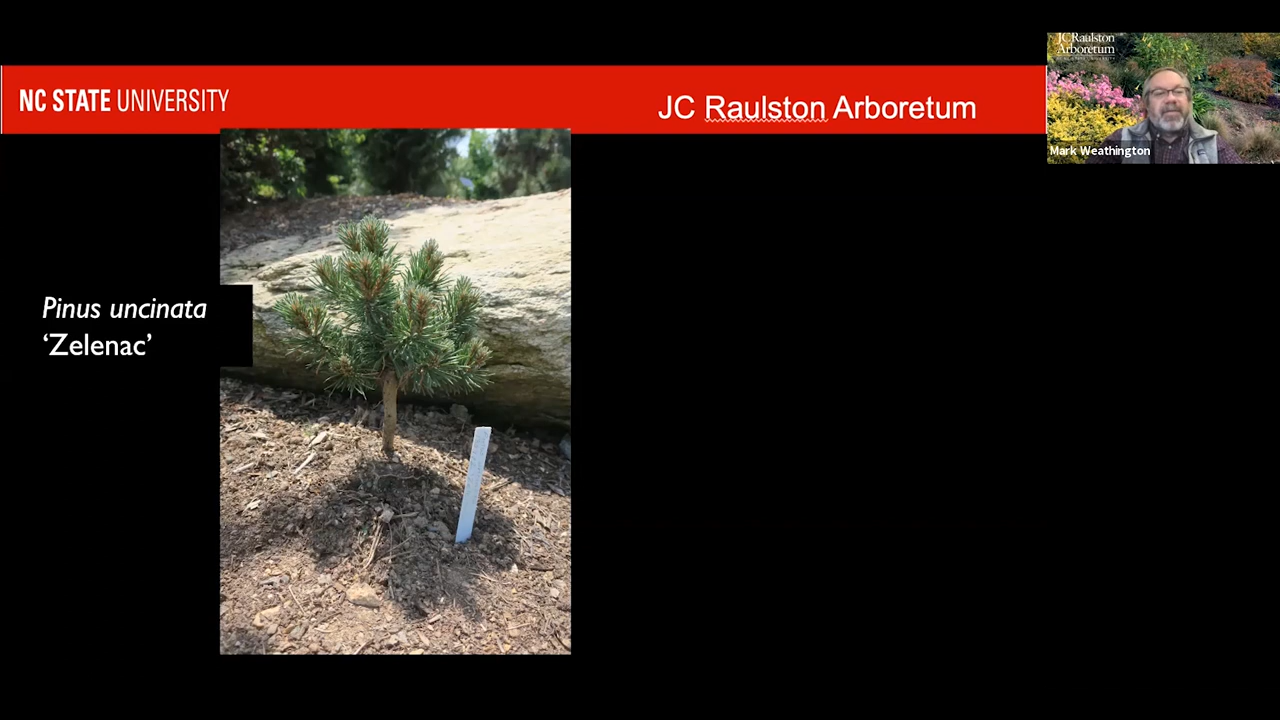 NC STATE UNIVERSITY
JC Raulston Arboretum
JC Raulston
Arboretum
Mark Weathington
Pinus uncinata
‘Zelenac’